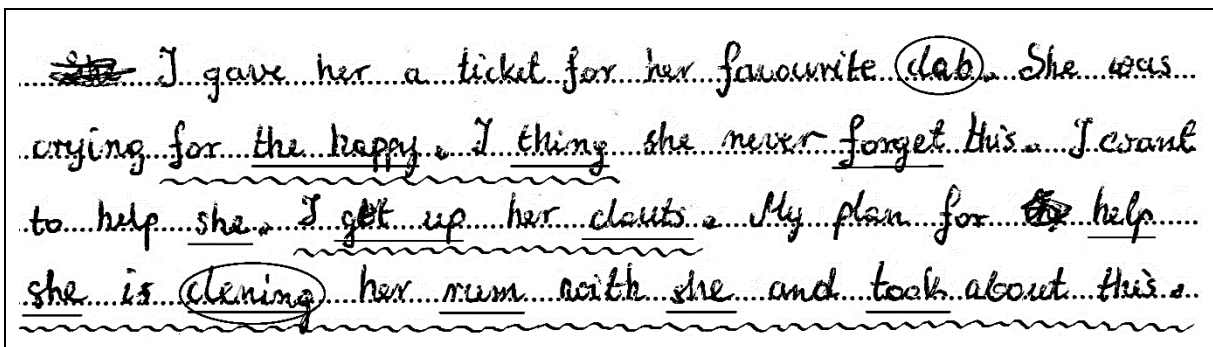 I gave her a ticket for her favourite clab. She was
crying for the happy. I thing she never forget this. I want
to help she. I get up her clouts. My plan for help
she is clening her rum with she and took about this.